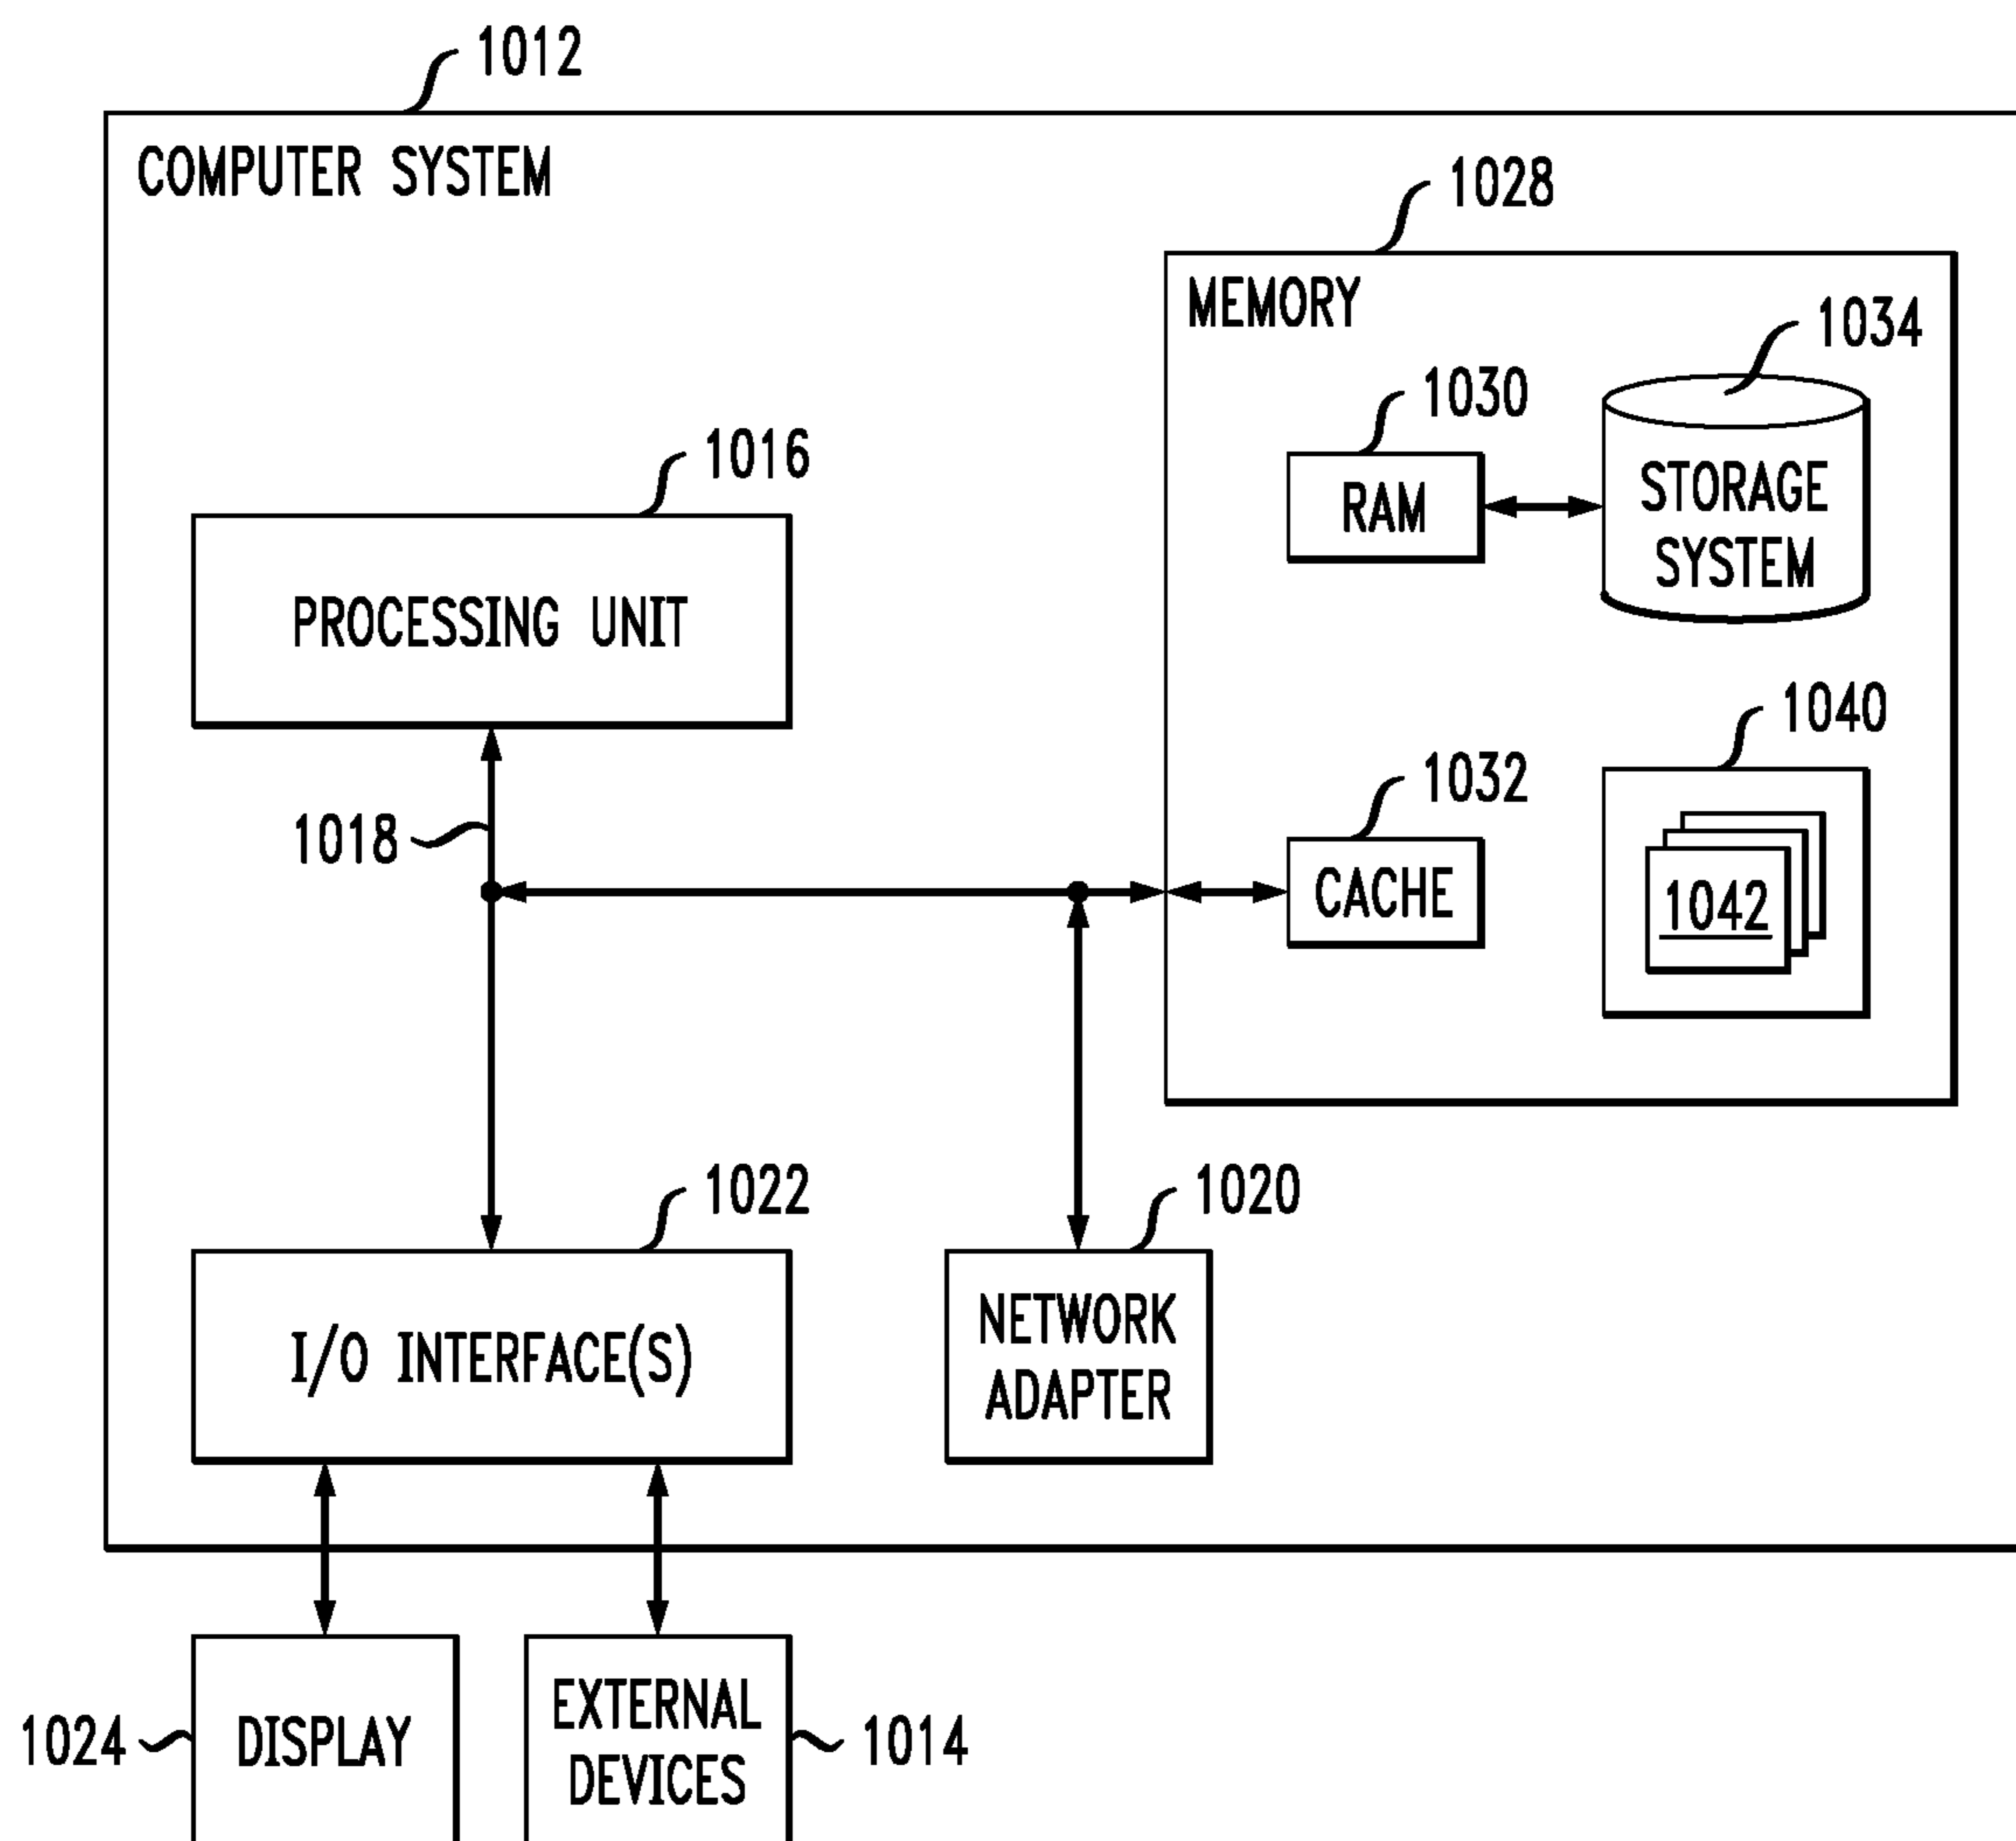 1012
COMPUTER SYSTEM
1028
MEMORY
1034
1030
RAM
STORAGE
SYSTEM
1016
PROCESSING UNIT
1040
1032
1018
CACHE
1042
1022
1020
I/O INTERFACE(S)
NETWORK
ADAPTER
1024
DISPLAY
EXTERNAL
DEVICES
1014